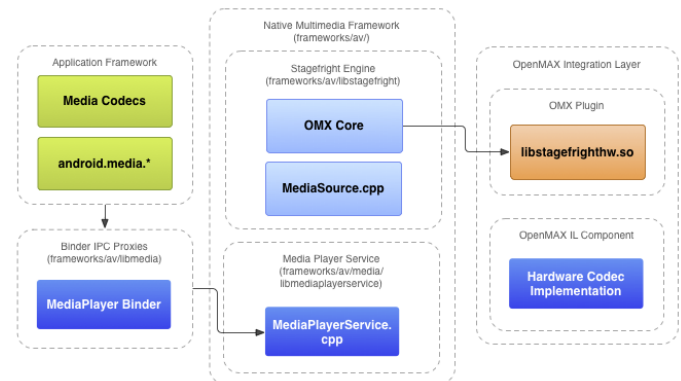 Application Framework
Media Codecs
android.media.*
Binder IPC Proxies
(frameworks/av/libmedia)
MediaPlayer Binder
Native Multimedia Framework
(frameworks/av/)
Stagefright Engine
(frameworks/av/libstagefright)
OMX Core
MediaSource.cpp
Media Player Service
(frameworks/av/media/
libmediaplayerservice)
MediaPlayerService.
cpp
OpenMAX Integration Layer
OMX Plugin
libstagefrighthw.so
OpenMAX IL Component
Hardware Codec
Implementation